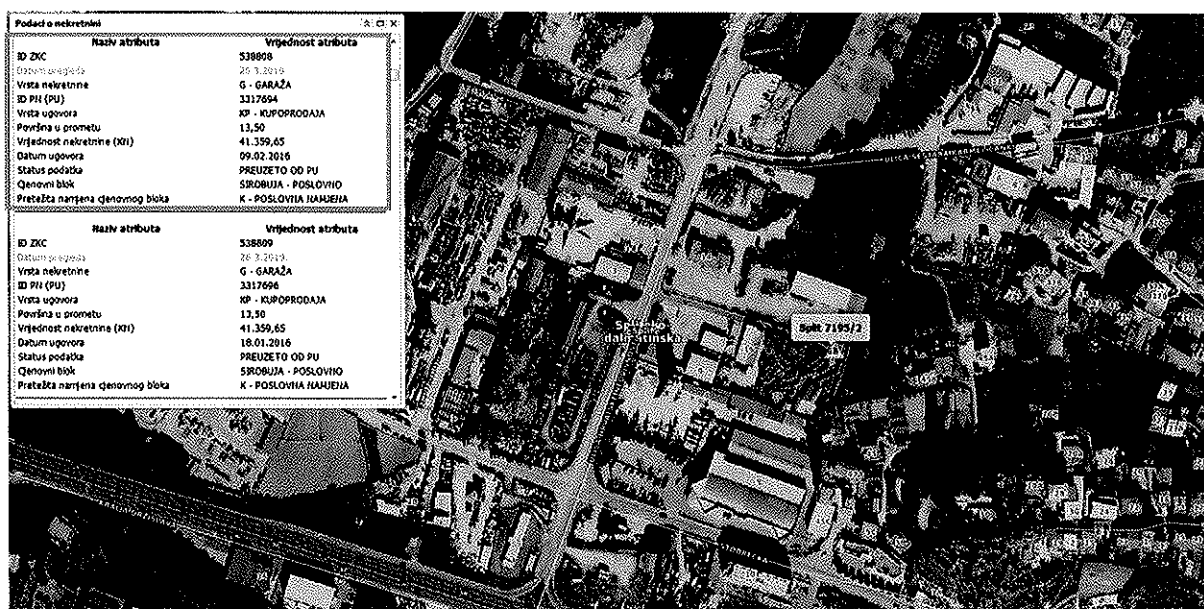 Podaci o nekretnini
Naziv atributa Vrijednost atributa
ID ZKC 538808
Datum pregleda 26.3.2019.
Vrsta nekretnine G - GARAŽA
ID PN (PU) 3317694
Vrsta ugovora KP - KUPOPRODAJA
Površina u prometu 13,50
Vrijednost nekretnine (KN) 41.359,65
Datum ugovora 09.02.2016
Status podatka PREUZETO OD PU
Cjenovni blok SIROBUJA - POSLOVNO
Pretežita namjena cjenovnog bloka K - POSLOVNA NAMJENA
Naziv atributa Vrijednost atributa
ID ZKC 538809
Datum pregleda 26.3.2019.
Vrsta nekretnine G - GARAŽA
ID PN (PU) 3317696
Vrsta ugovora KP - KUPOPRODAJA
Površina u prometu 13,50
Vrijednost nekretnine (KN) 41.359,65
Datum ugovora 18.01.2016
Status podatka PREUZETO OD PU
Cjenovni blok SIROBUJA - POSLOVNO
Pretežita namjena cjenovnog bloka K - POSLOVNA NAMJENA
ULICA
Split 7195/2